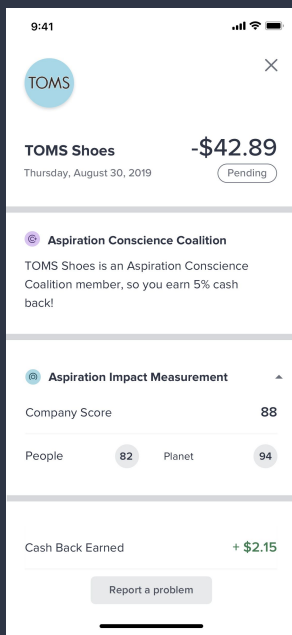 9:41
TOMS
TOMS Shoes
-$42.89
Thursday, August 30, 2019
Pending
Aspiration Conscience Coalition
TOMS Shoes is an Aspiration Conscience
Coalition member, so you earn 5% cash
back!
Aspiration Impact Measurement
Company Score 88
People 82 Planet 94
Cash Back Earned + $2.15
Report a problem